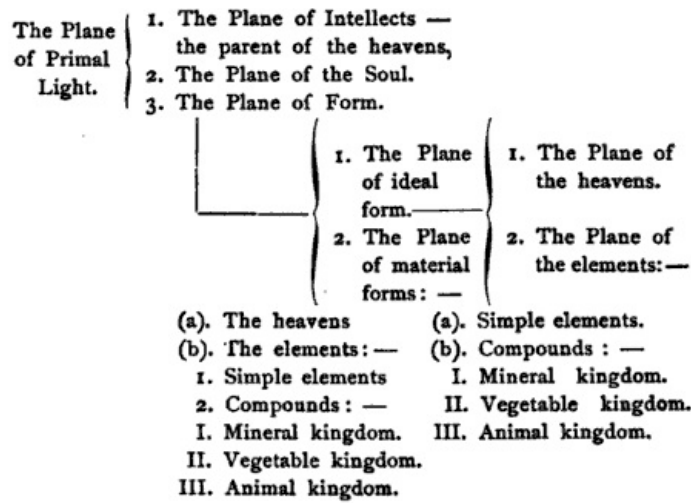 The Plane
of Primal
Light.
1. The Plane of Intellects —
the parent of the heavens,
2. The Plane of the Soul.
3. The Plane of Form.
1. The Plane
of ideal
form.
2. The Plane
of material
forms: —
1. The Plane of
the heavens.
2. The Plane of
the elements: —
(a). The heavens
(b). The elements: —
1. Simple elements
2. Compounds: —
I. Mineral kingdom.
II. Vegetable kingdom.
III. Animal kingdom.
(a). Simple elements.
(b). Compounds : —
I. Mineral kingdom.
II. Vegetable kingdom.
III. Animal kingdom.